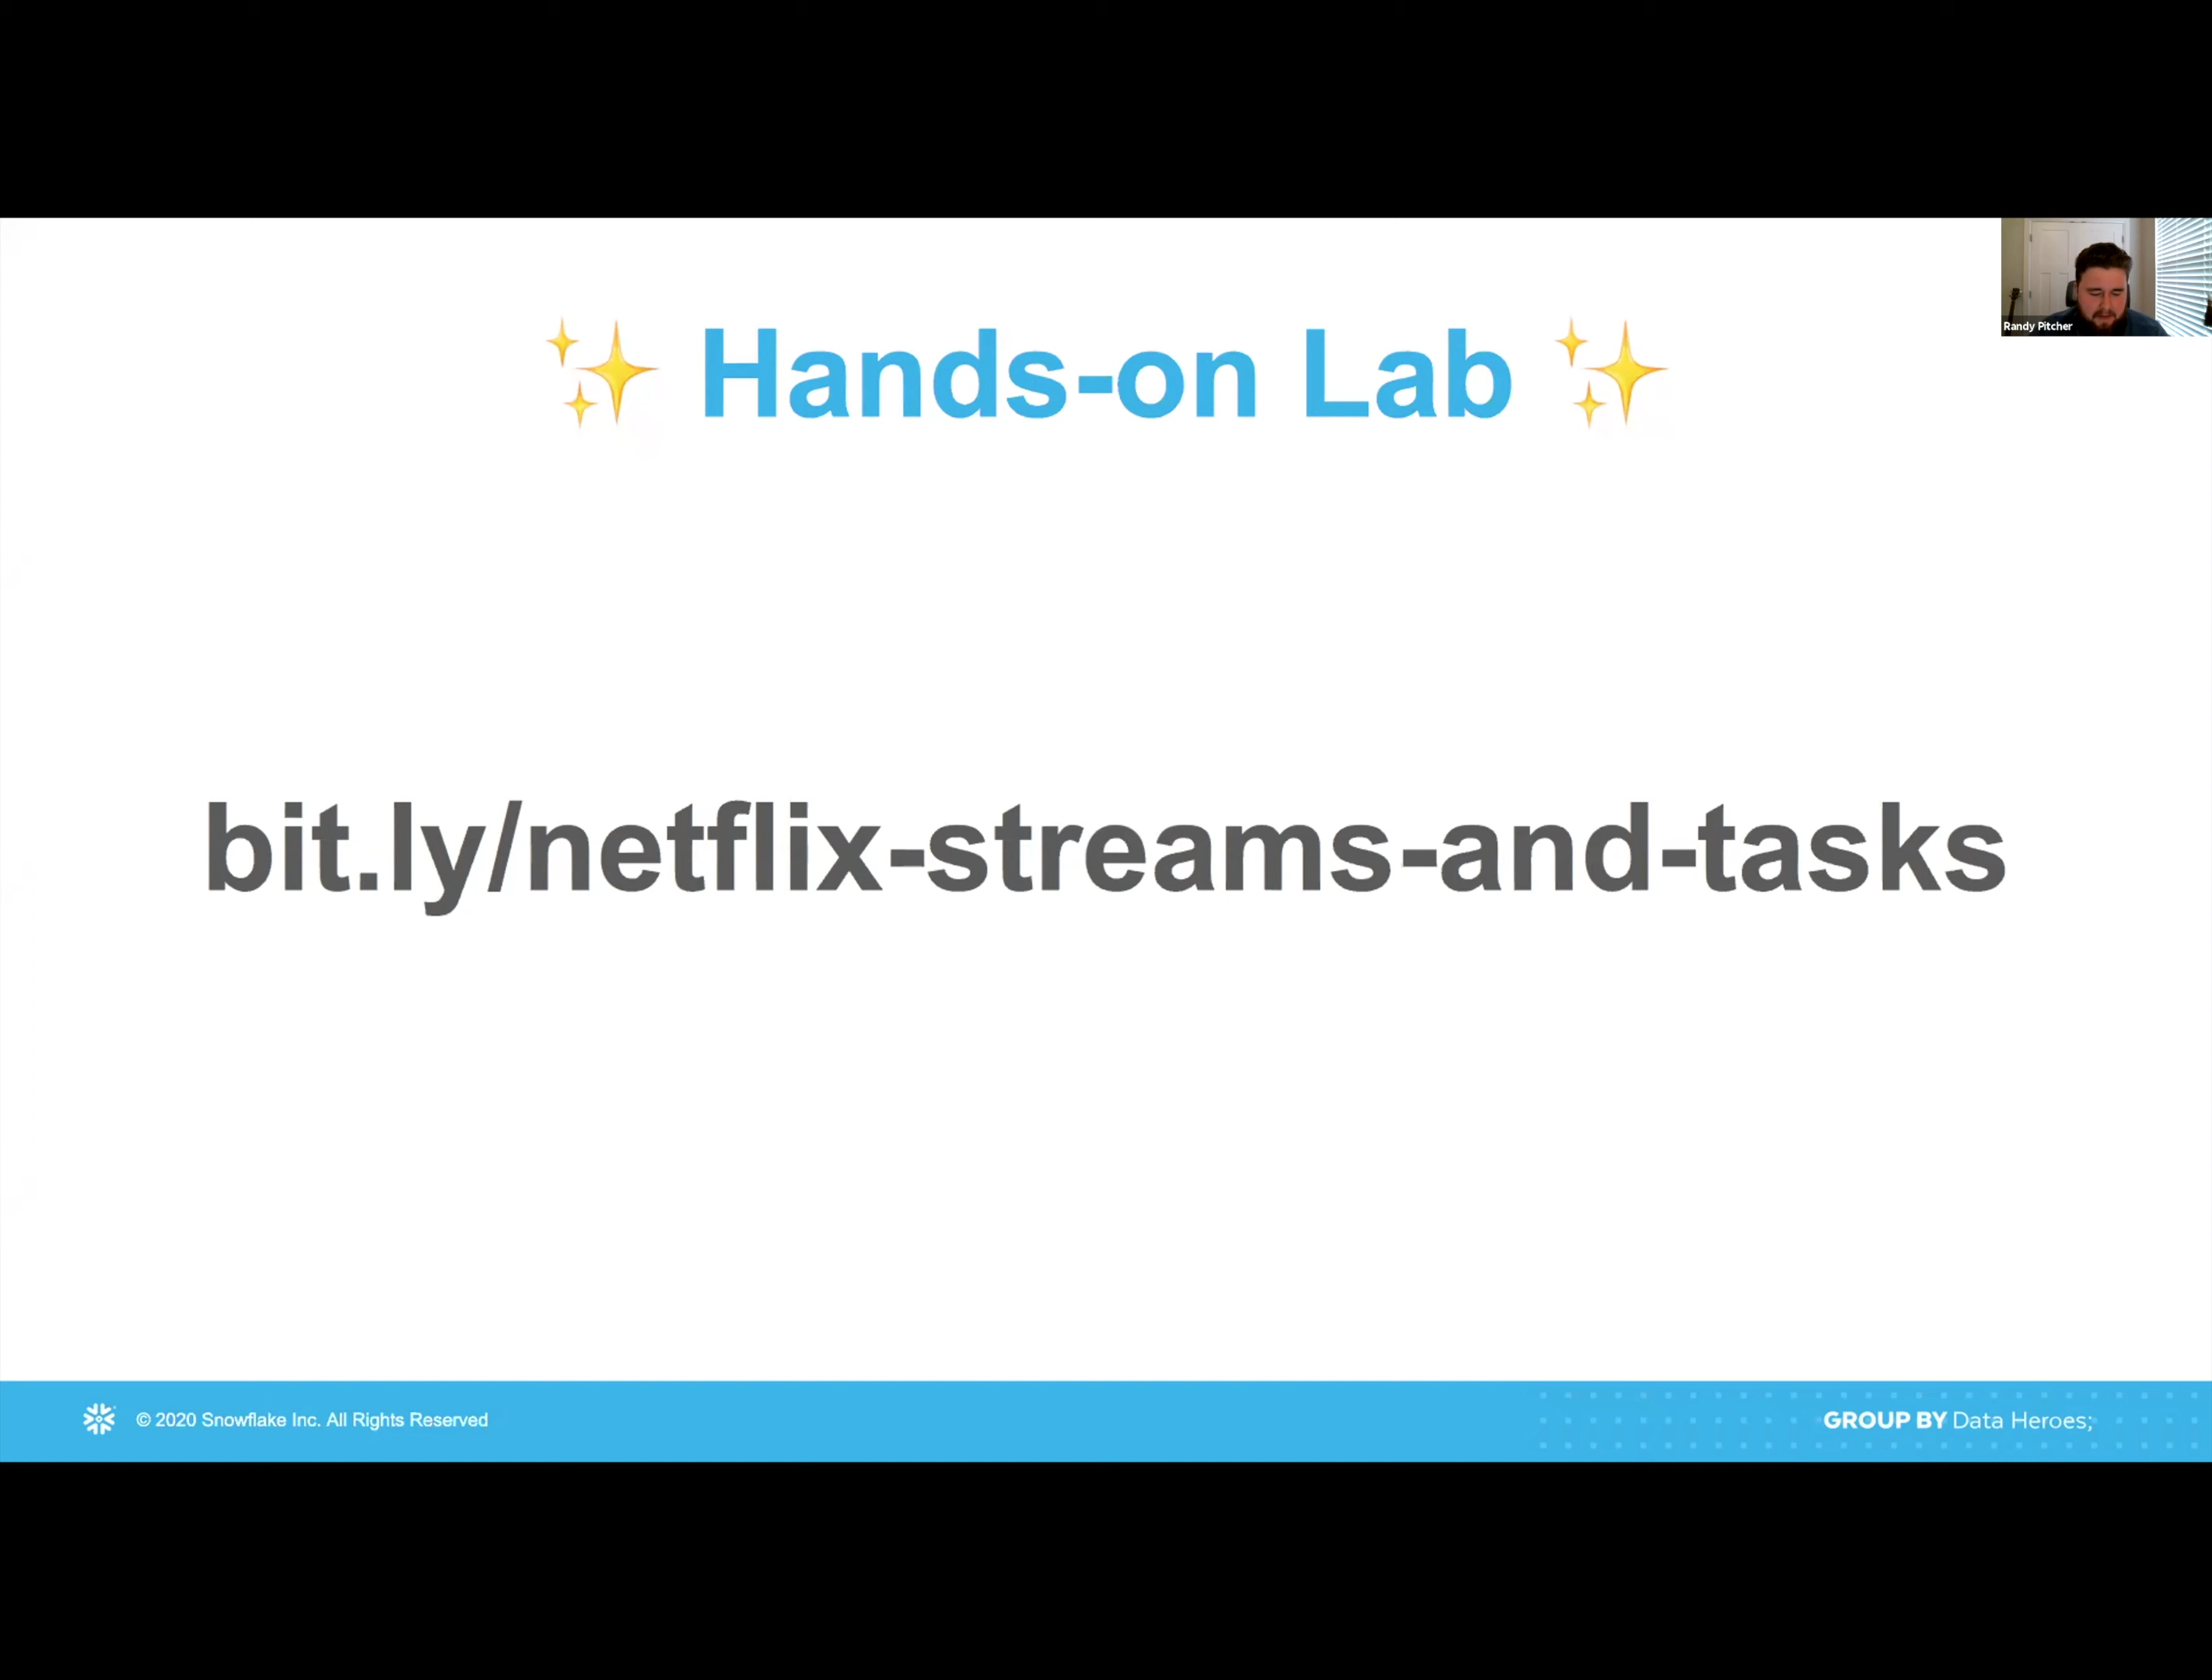 ✨ Hands-on Lab ✨
Randy Pitcher
bit.ly/netflix-streams-and-tasks
© 2020 Snowflake Inc. All Rights Reserved
GROUP BY Data Heroes;